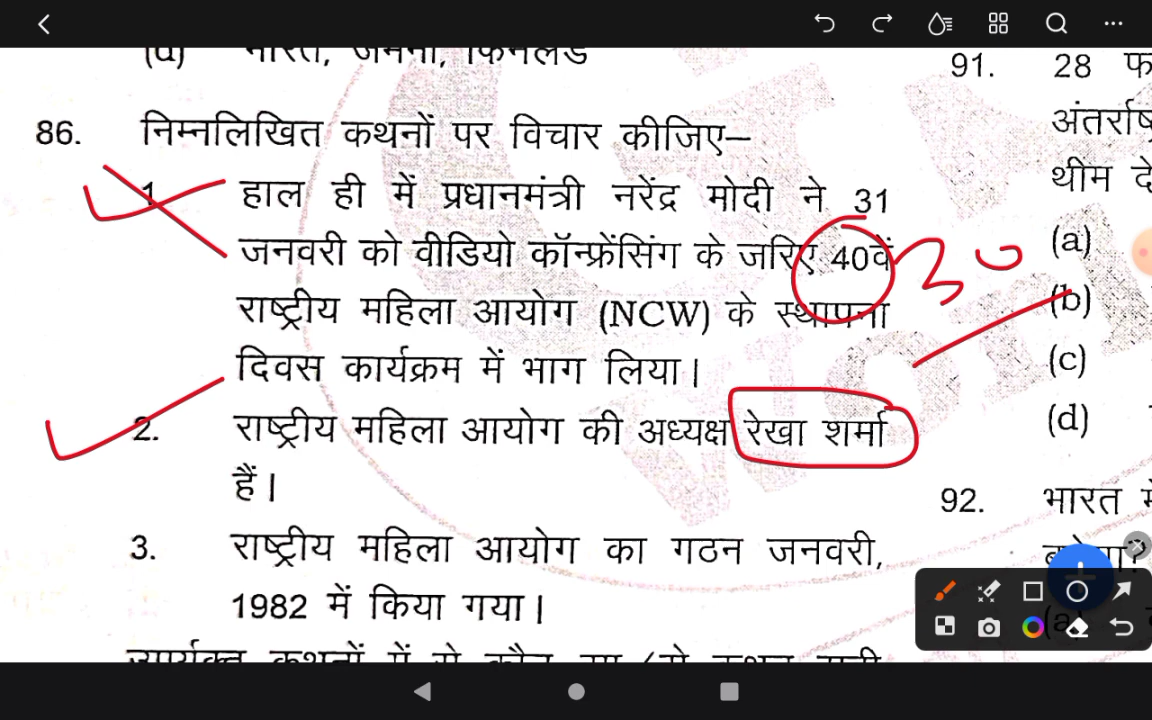 86. निम्नलिखित कथनों पर विचार कीजिए–
1. हाल ही में प्रधानमंत्री नरेंद्र मोदी ने 31
जनवरी को वीडियो कॉन्फ्रेंसिंग के जरिए 40वें
30
राष्ट्रीय महिला आयोग (NCW) के स्थापना
दिवस कार्यक्रम में भाग लिया।
2. राष्ट्रीय महिला आयोग की अध्यक्ष रेखा शर्मा
हैं।
3. राष्ट्रीय महिला आयोग का गठन जनवरी,
1982 में किया गया।
91. 28
थीम
(a)
(b)
(c)
(d)
92. भारत
(a)